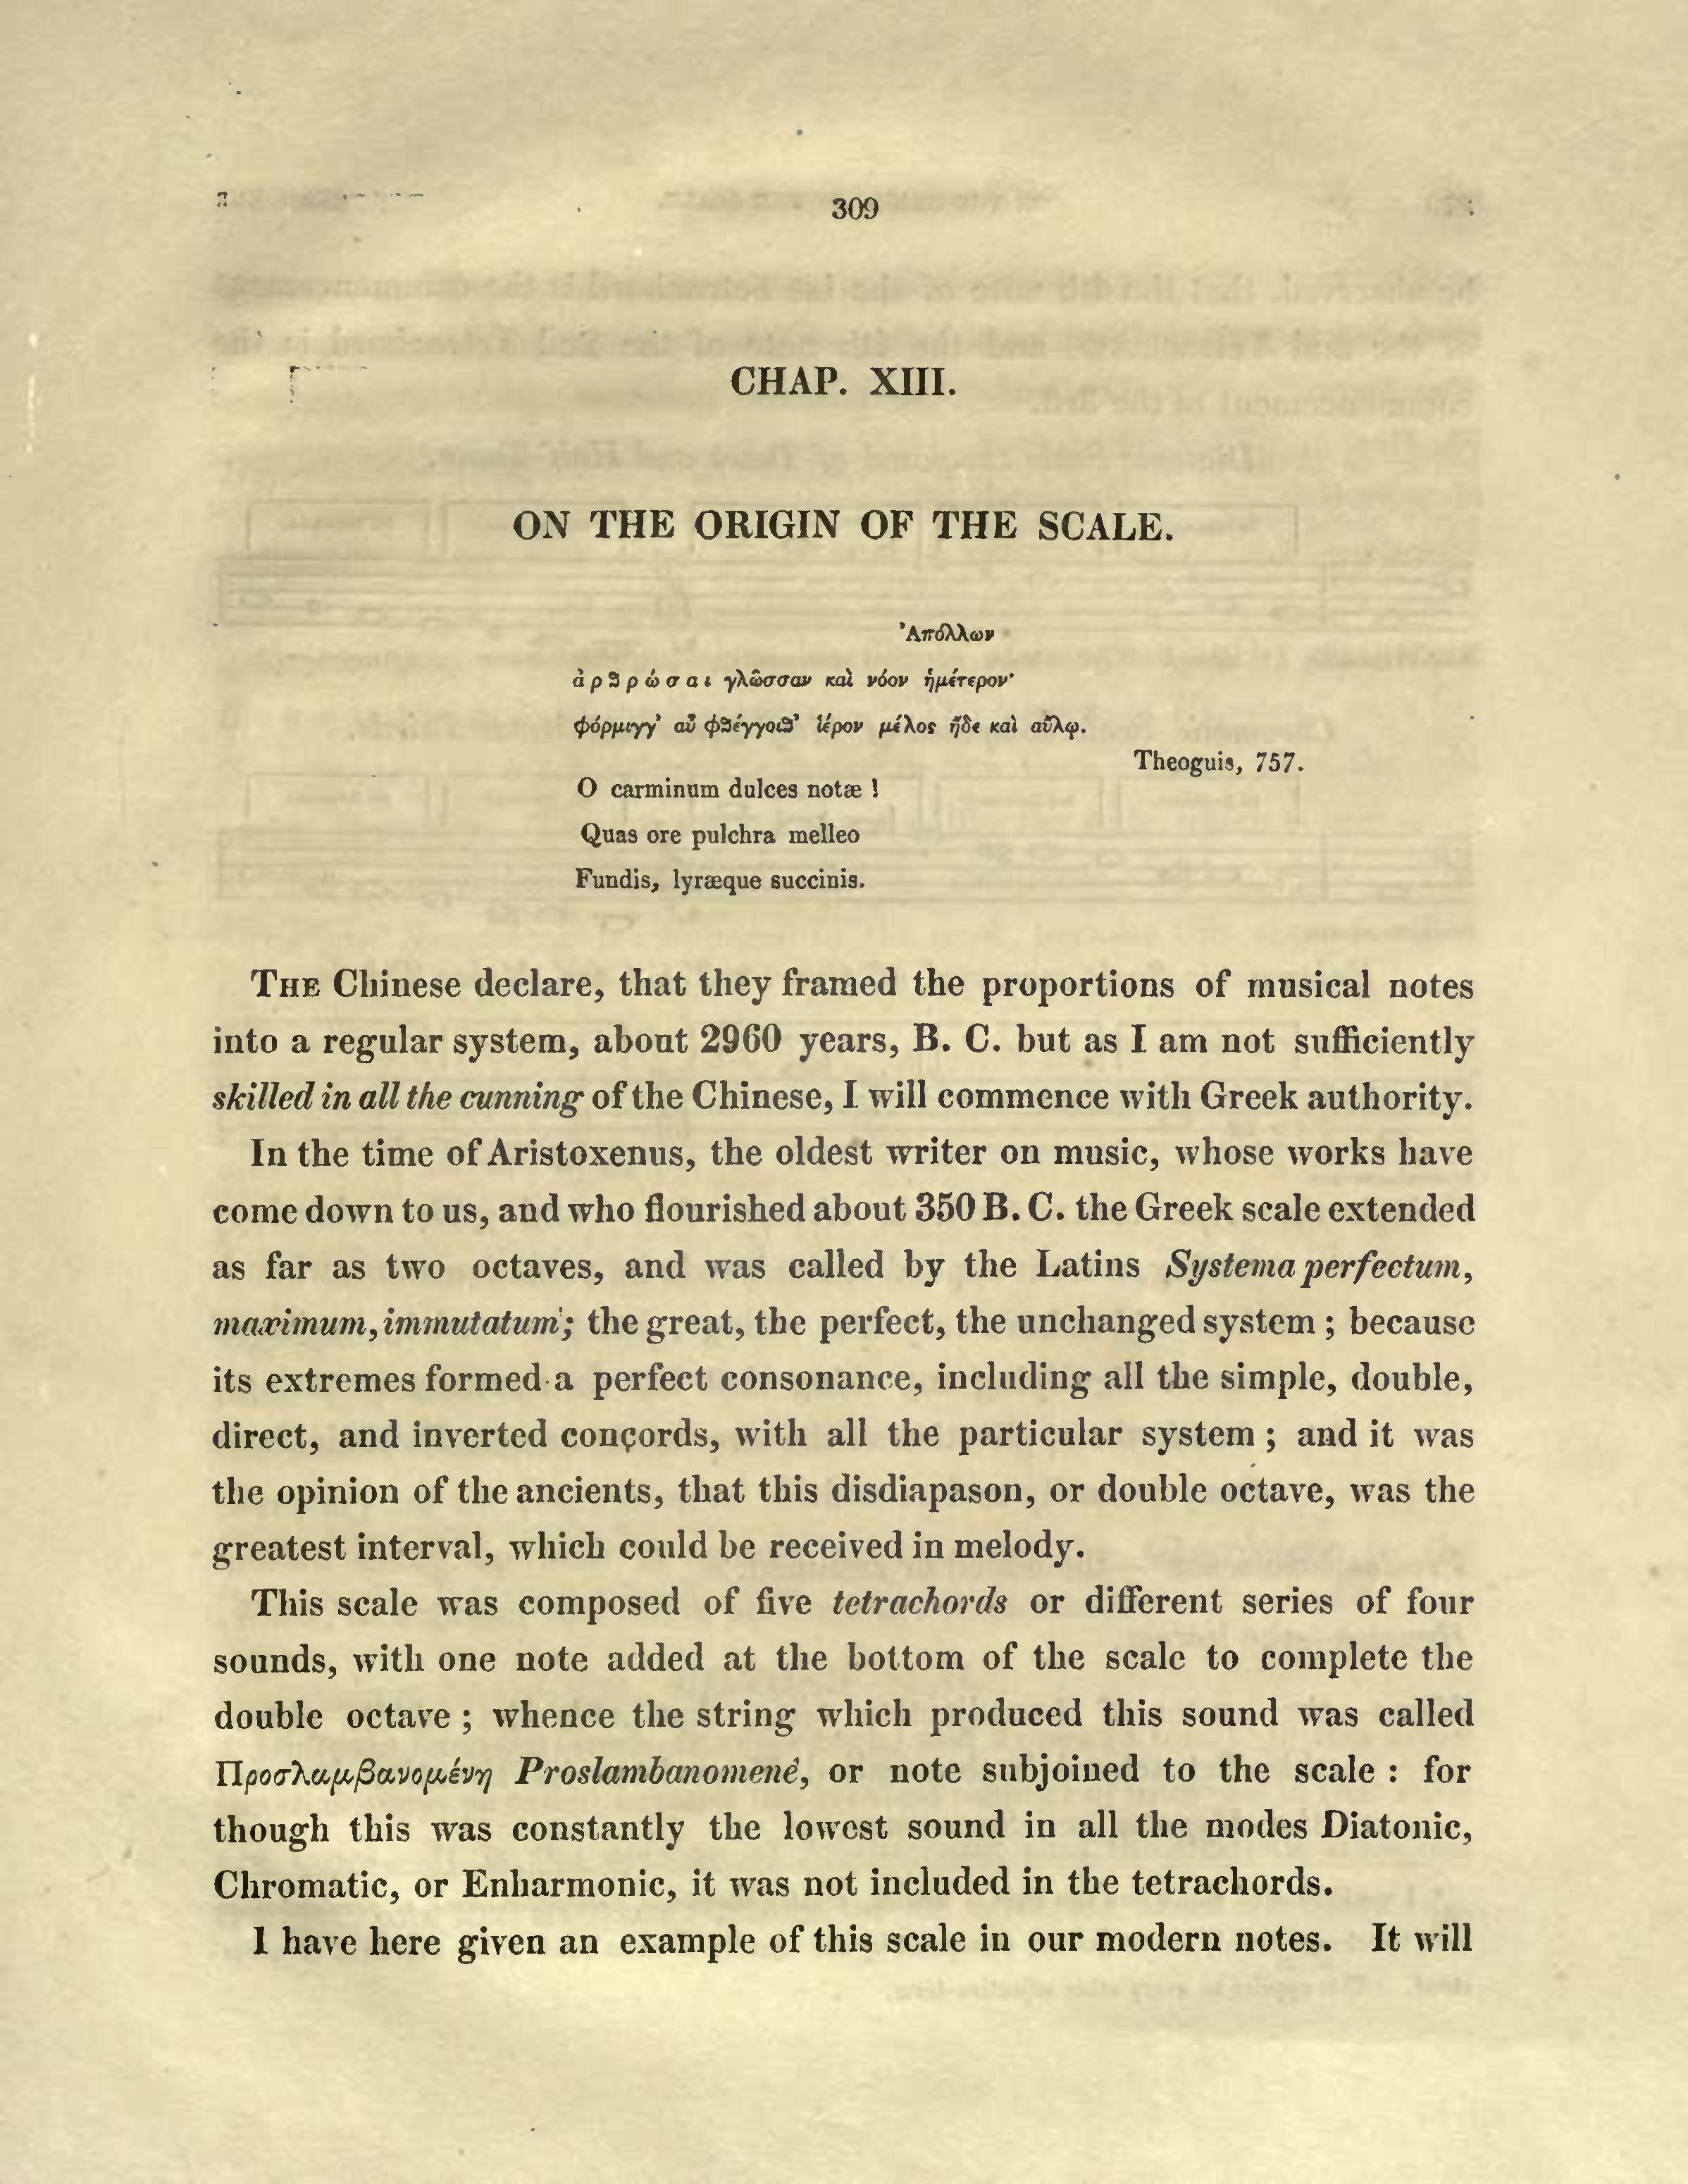 309
CHAP. XIII.
ON THE ORIGIN OF THE SCALE.
Ἀπόλλων
ἀρϑρώσαι γλῶσσαν καὶ νόον ἡμέτερον·
φόρμιγγ᾽ αὖ φϑέγγοιϑ᾽ ἱέρον μέλος ἤδε καὶ αὔλῳ.
Theoguis, 757.
O carminum dulces notæ !
Quas ore pulchra melleo
Fundis, lyræque succinis.
THE Chinese declare, that they framed the proportions of musical notes
into a regular system, about 2960 years, B. C. but as I am not sufficiently
skilled in all the cunning of the Chinese, I will commence with Greek authority.
In the time of Aristoxenus, the oldest writer on music, whose works have
come down to us, and who flourished about 350 B. C. the Greek scale extended
as far as two octaves, and was called by the Latins Systema perfectum,
maximum, immutatum; the great, the perfect, the unchanged system ; because
its extremes formed a perfect consonance, including all the simple, double,
direct, and inverted conçords, with all the particular system ; and it was
the opinion of the ancients, that this disdiapason, or double octave, was the
greatest interval, which could be received in melody.
This scale was composed of five tetrachords or different series of four
sounds, with one note added at the bottom of the scale to complete the
double octave ; whence the string which produced this sound was called
Προσλαμβανομένη Proslambanomenè, or note subjoined to the scale : for
though this was constantly the lowest sound in all the modes Diatonic,
Chromatic, or Enharmonic, it was not included in the tetrachords.
I have here given an example of this scale in our modern notes. It will